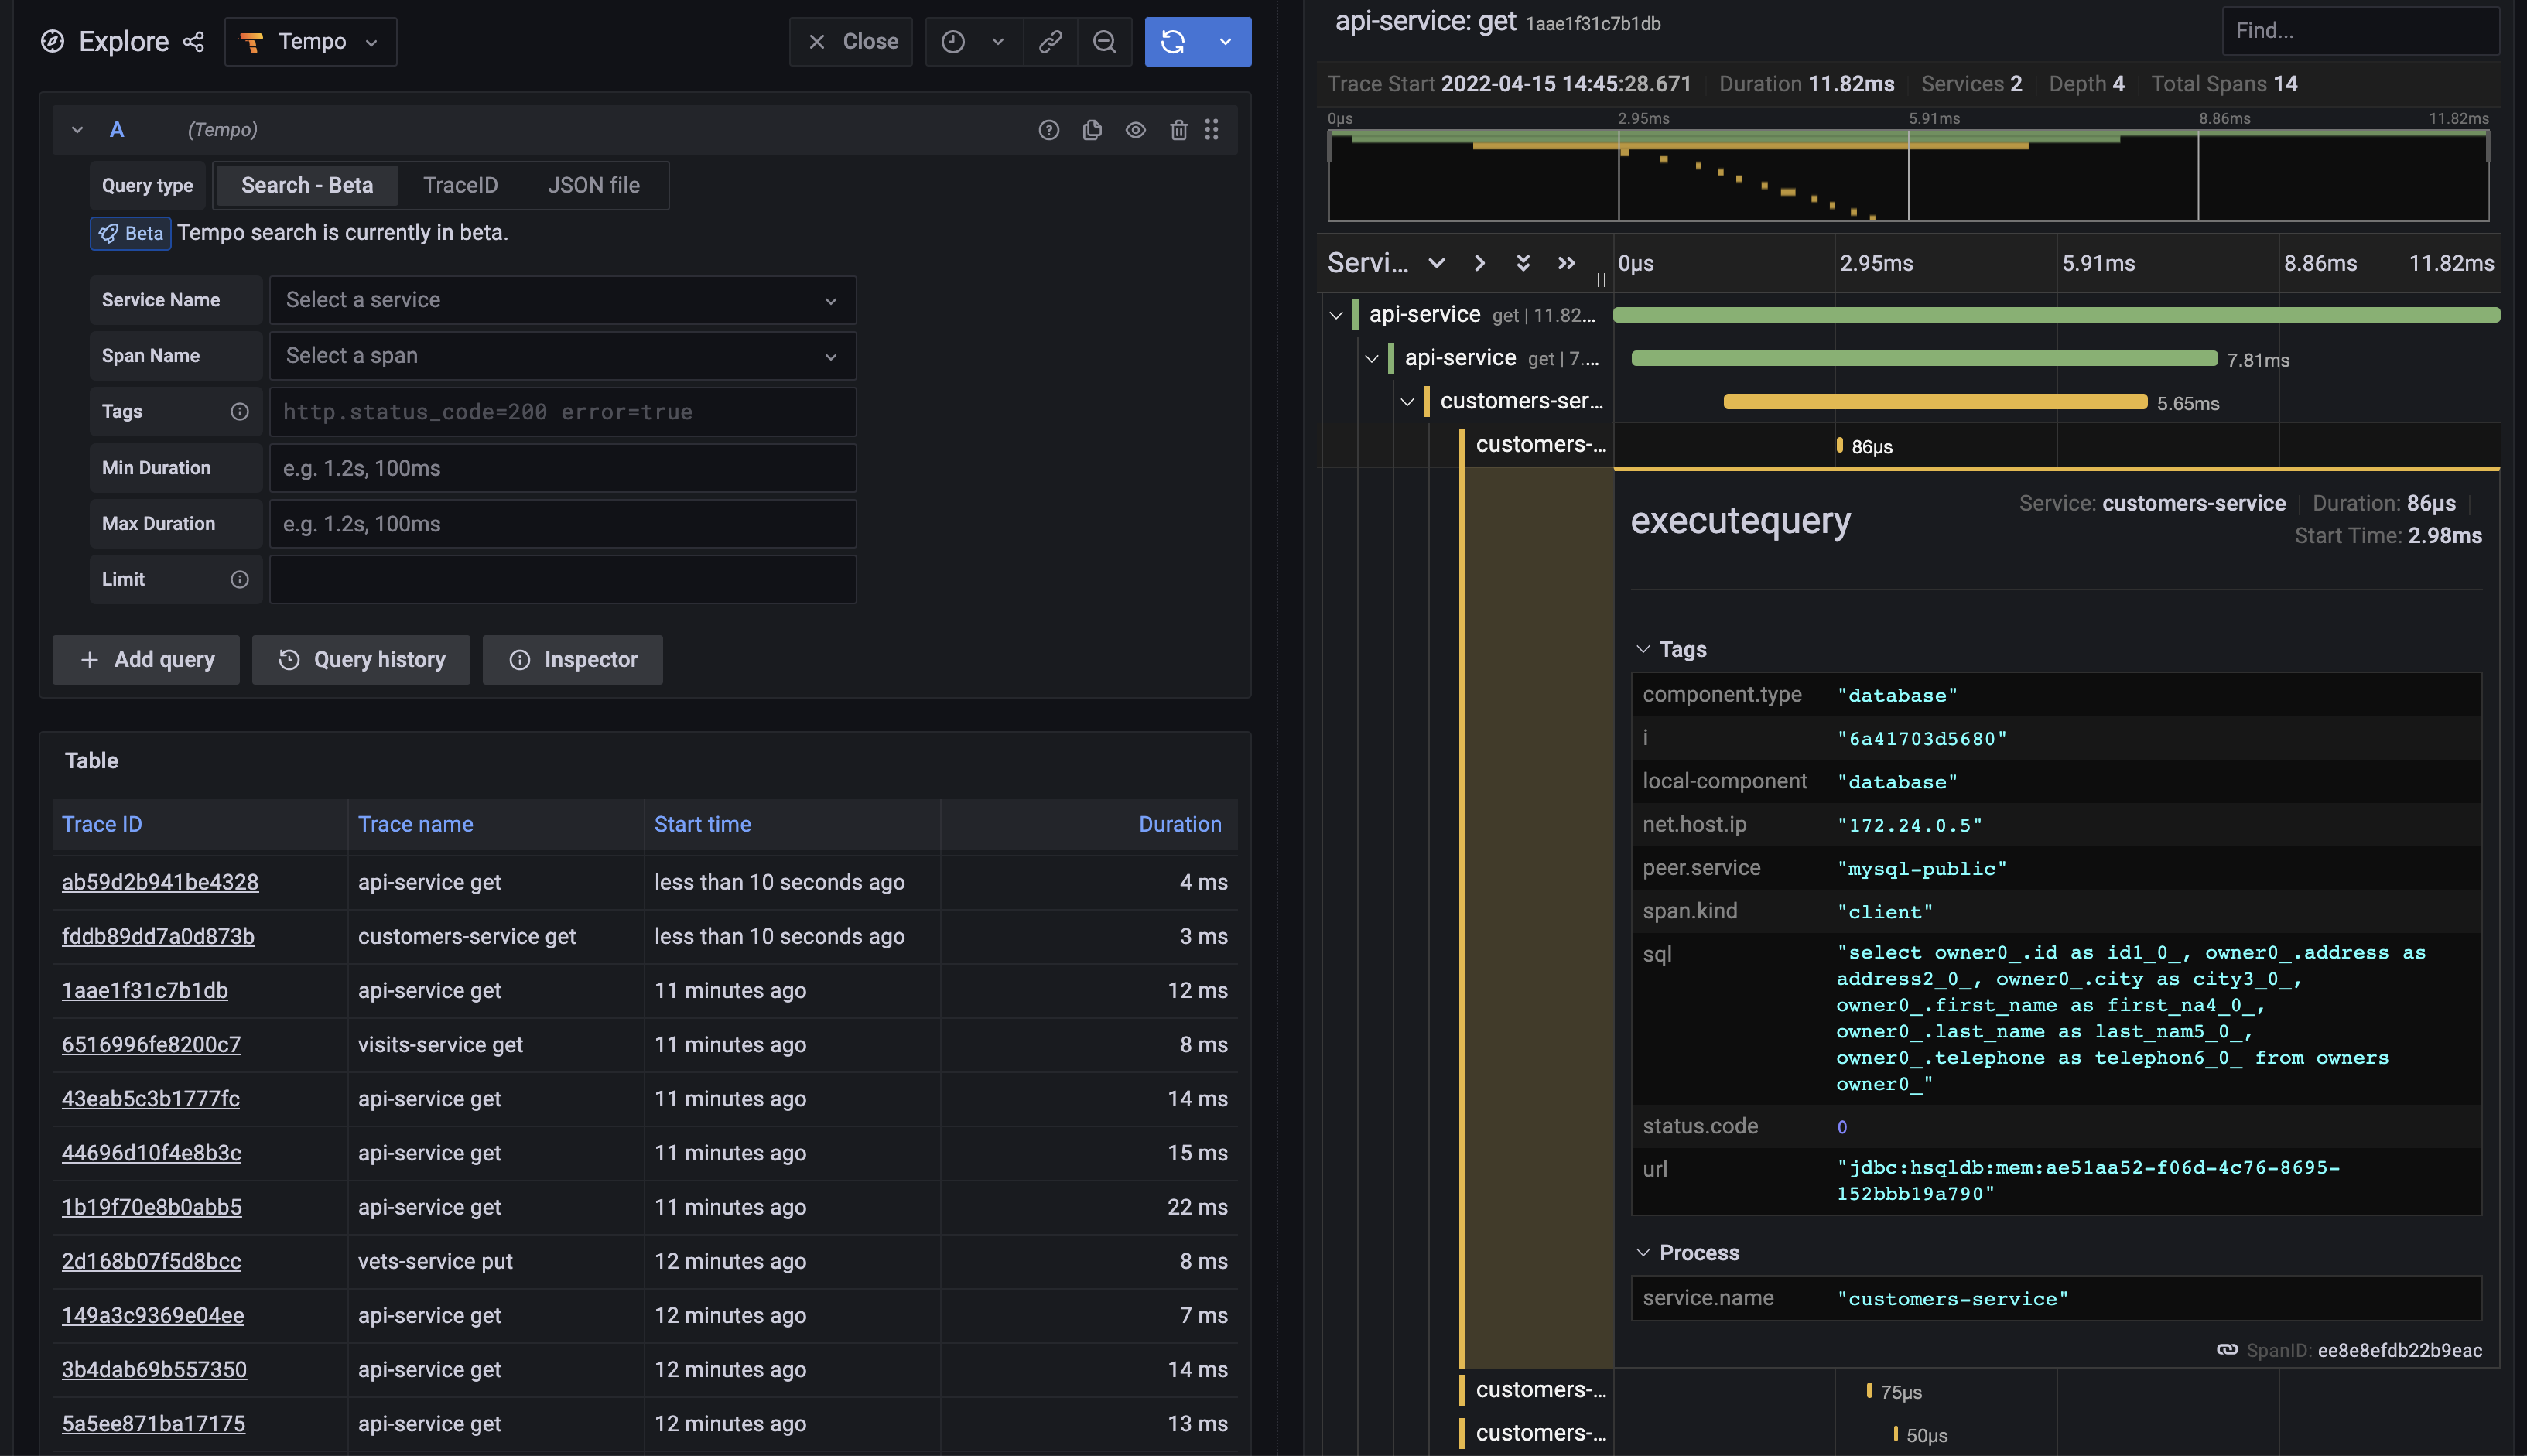 Explore
Tempo
Close
A
(Tempo)
Query type
Search - Beta
TraceID
JSON file
Beta
Tempo search is currently in beta.
Service Name
Select a service
Span Name
Select a span
Tags
http.status_code=200 error=true
Min Duration
e.g. 1.2s, 100ms
Max Duration
e.g. 1.2s, 100ms
Limit
Add query
Query history
Inspector
Table
Trace ID Trace name Start time Duration
ab59d2b941be4328 api-service get less than 10 seconds ago 4 ms
fddb89dd7a0d873b customers-service get less than 10 seconds ago 3 ms
1aae1f31c7b1db api-service get 11 minutes ago 12 ms
6516996fe8200c7 visits-service get 11 minutes ago 8 ms
43eab5c3b1777fc api-service get 11 minutes ago 14 ms
44696d10f4e8b3c api-service get 11 minutes ago 15 ms
1b19f70e8b0abb5 api-service get 11 minutes ago 22 ms
2d168b07f5d8bcc vets-service put 12 minutes ago 8 ms
149a3c9369e04ee api-service get 12 minutes ago 7 ms
3b4dab69b557350 api-service get 12 minutes ago 14 ms
5a5ee871ba17175 api-service get 12 minutes ago 13 ms
api-service: get 1aae1f31c7b1db
Find...
Trace Start 2022-04-15 14:45:28.671 Duration 11.82ms Services 2 Depth 4 Total Spans 14
0μs 2.95ms 5.91ms 8.86ms 11.82ms
Servi... 0μs 2.95ms 5.91ms 8.86ms 11.82ms
api-service get | 11.82...
api-service get | 7.... 7.81ms
customers-ser... 5.65ms
customers-... 86μs
executequery
Service: customers-service Duration: 86μs
Start Time: 2.98ms
Tags
component.type "database"
i "6a41703d5680"
local-component "database"
net.host.ip "172.24.0.5"
peer.service "mysql-public"
span.kind "client"
sql "select owner0_.id as id1_0_, owner0_.address as
address2_0_, owner0_.city as city3_0_,
owner0_.first_name as first_na4_0_,
owner0_.last_name as last_nam5_0_,
owner0_.telephone as telephon6_0_ from owners
owner0_"
status.code 0
url "jdbc:hsqldb:mem:ae51aa52-f06d-4c76-8695-
152bbb19a790"
Process
service.name "customers-service"
SpanID: ee8e8efdb22b9eac
customers-... 75μs
customers-... 50μs